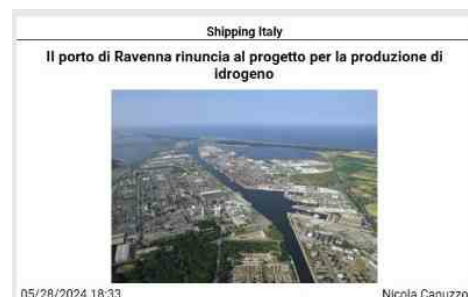 Shipping Italy
Il porto di Ravenna rinuncia al progetto per la produzione di
idrogeno
05/28/2024 18:33
Nicola Capuzzo